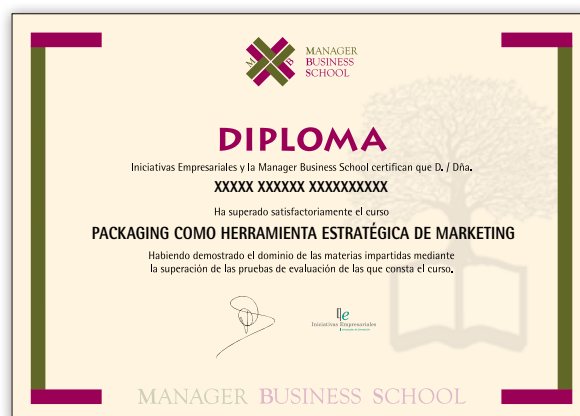 M B S
MANAGER
BUSINESS
SCHOOL
DIPLOMA
Iniciativas Empresariales y la Manager Business School certifican que D. / Dña.
XXXXX XXXXXX XXXXXXXXXX
Ha superado satisfactoriamente el curso
PACKAGING COMO HERRAMIENTA ESTRATÉGICA DE MARKETING
Habiendo demostrado el dominio de las materias impartidas mediante
la superación de las pruebas de evaluación de las que consta el curso.
Ie
Iniciativas Empresariales
MANAGER BUSINESS SCHOOL